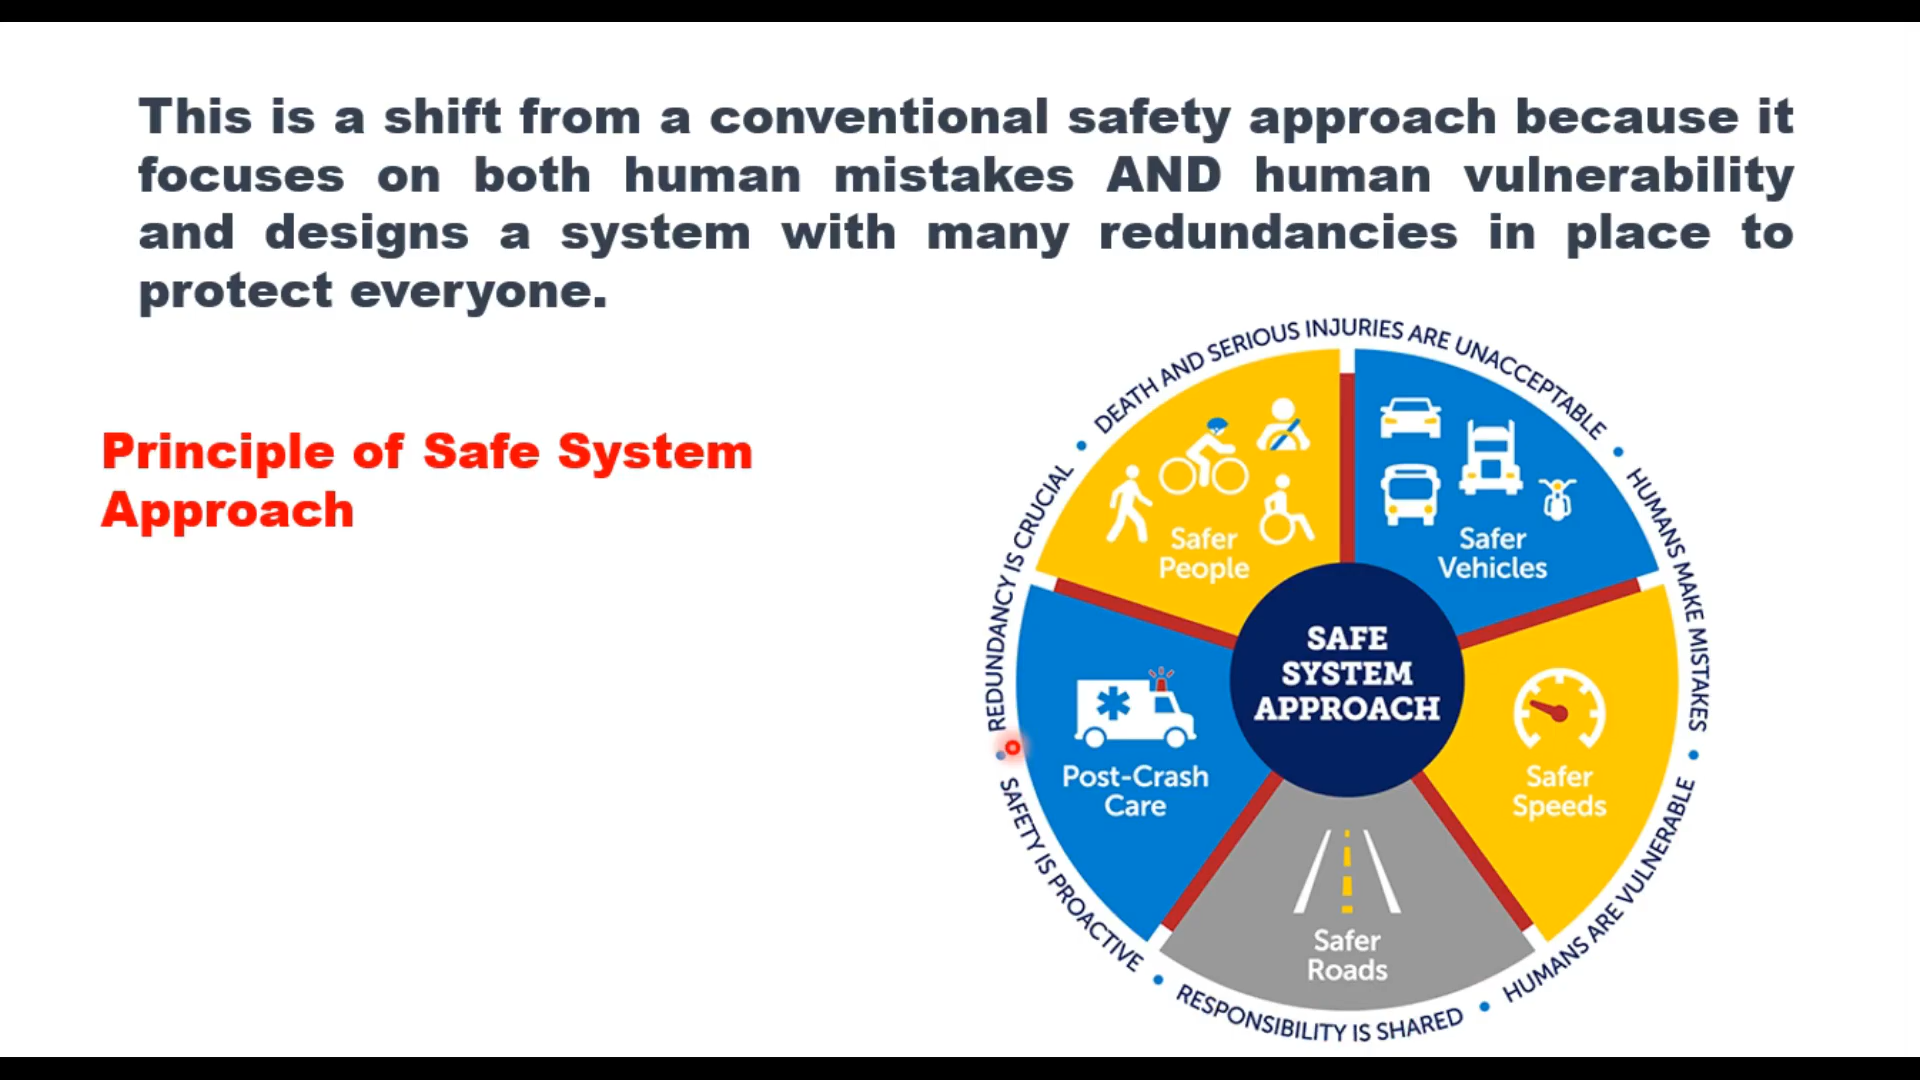 This is a shift from a conventional safety approach because it
focuses on both human mistakes AND human vulnerability
and designs a system with many redundancies in place to
protect everyone.
Principle of Safe System
Approach
DEATH AND SERIOUS INJURIES ARE UNACCEPTABLE
HUMANS MAKE MISTAKES
HUMANS ARE VULNERABLE
RESPONSIBILITY IS SHARED
SAFETY IS PROACTIVE
REDUNDANCY IS CRUCIAL
Safer
People
Safer
Vehicles
SAFE
SYSTEM
APPROACH
Post-Crash
Care
Safer
Speeds
Safer
Roads